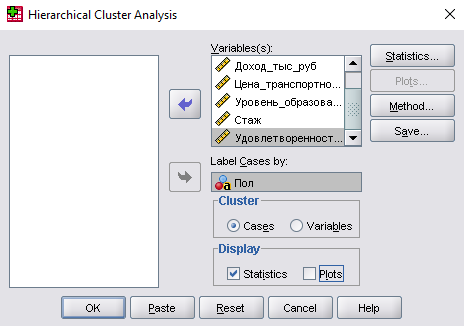 Hierarchical Cluster Analysis
Variables(s):
Доход_тыс_руб
Цена_транспортно...
Уровень_образова...
Стаж
Удовлетворенност...
Statistics...
Plots...
Method...
Save...
Label Cases by:
Пол
Cluster
Cases Variables
Display
Statistics Plots
OK Paste Reset Cancel Help